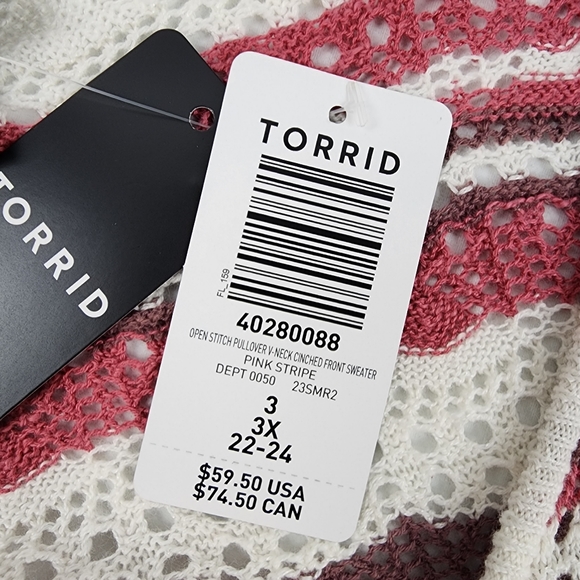 TORRID
TORRID
FL_159
40280088
OPEN STITCH PULLOVER V-NECK CINCHED FRONT SWEATER
PINK STRIPE
DEPT 0050 23SMR2
3
3X
22-24
$59.50 USA
$74.50 CAN